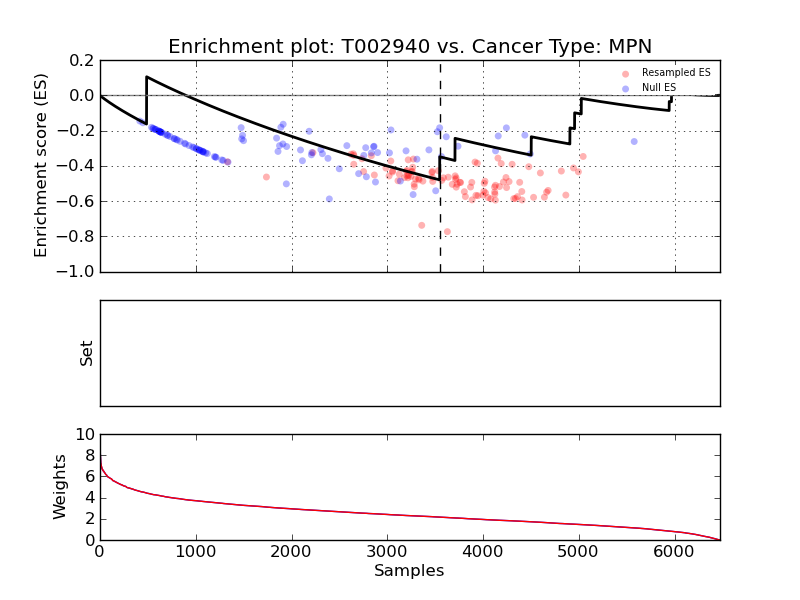 Enrichment plot: T002940 vs. Cancer Type: MPN
Enrichment score (ES)
0.2
0.0
−0.2
−0.4
−0.6
−0.8
−1.0
Resampled ES
Null ES
Set
Weights
10
8
6
4
2
0
0 1000 2000 3000 4000 5000 6000
Samples